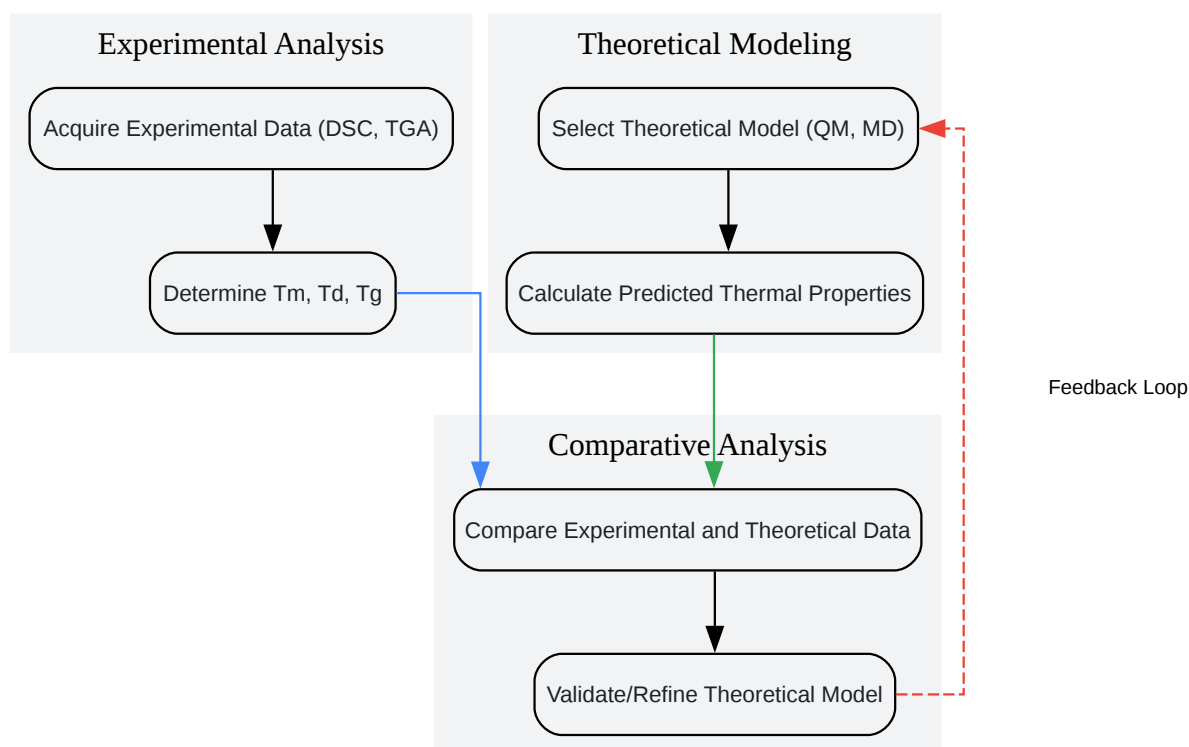 Experimental Analysis
Acquire Experimental Data (DSC, TGA)
Determine Tm, Td, Tg
Theoretical Modeling
Select Theoretical Model (QM, MD)
Calculate Predicted Thermal Properties
Feedback Loop
Comparative Analysis
Compare Experimental and Theoretical Data
Validate/Refine Theoretical Model